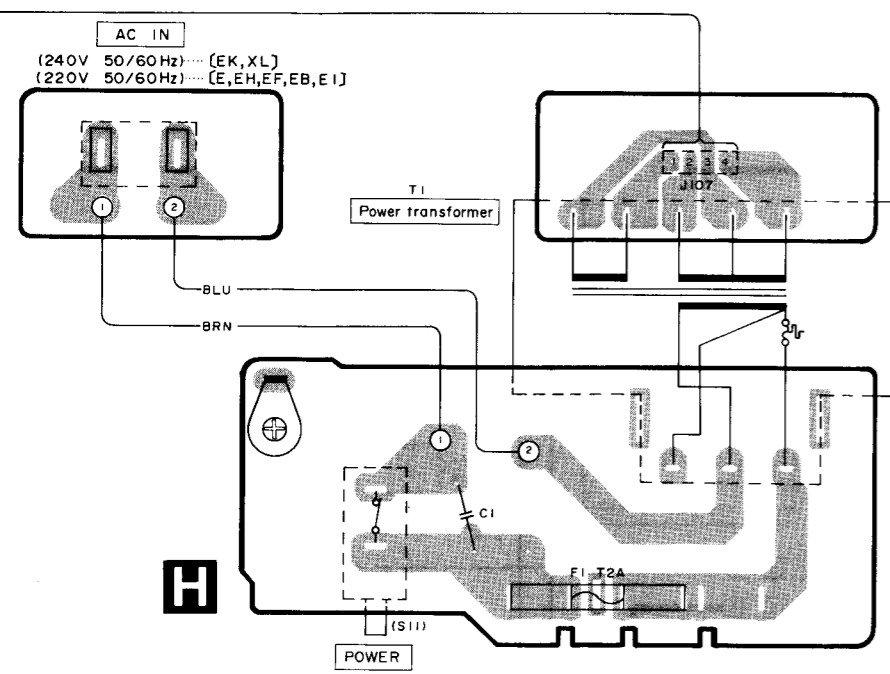 AC IN
(240V 50/60Hz)····[EK,XL]
(220V 50/60Hz)····[E,EH,EF,EB,EI]
1 2 3 4
J107
T1
Power transformer
1 2
BLU
BRN
1
2
C1
F1 T2A
H
(S11)
POWER